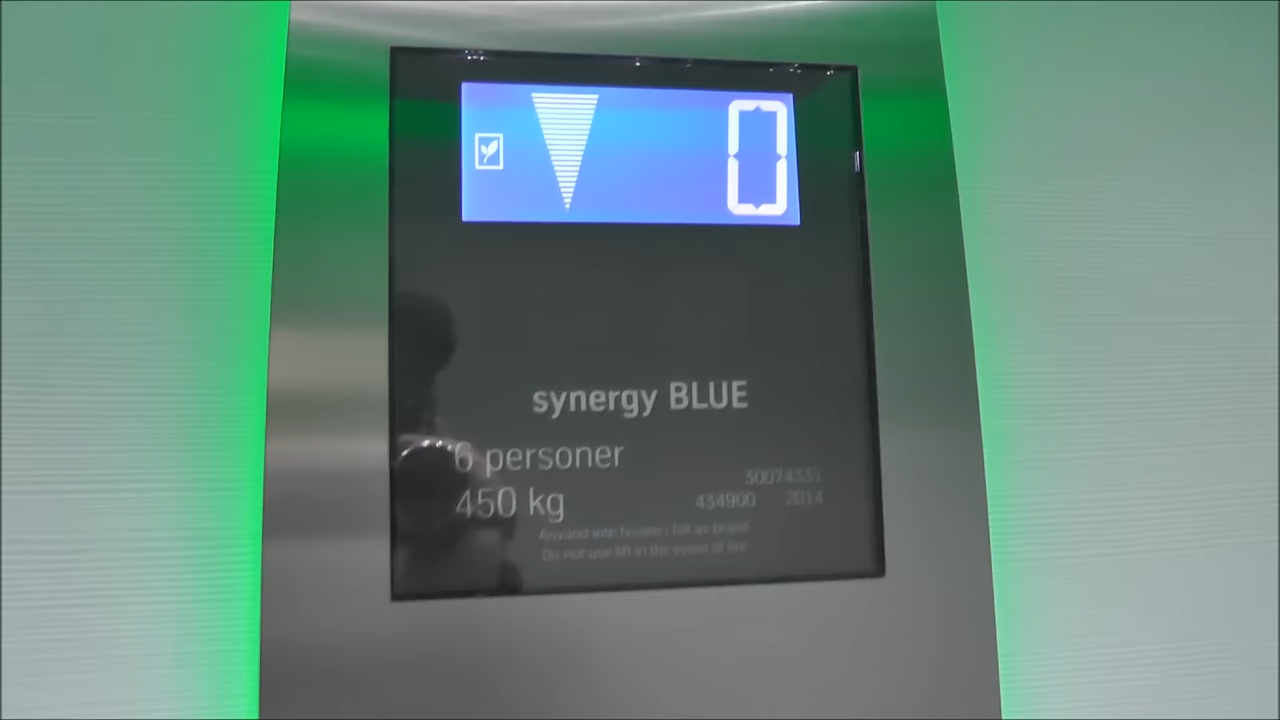 0
synergy BLUE
6 personer
450 kg
30074331
434900 2014
Använd inte hissen i fall av brand
Do not use lift in the event of fire